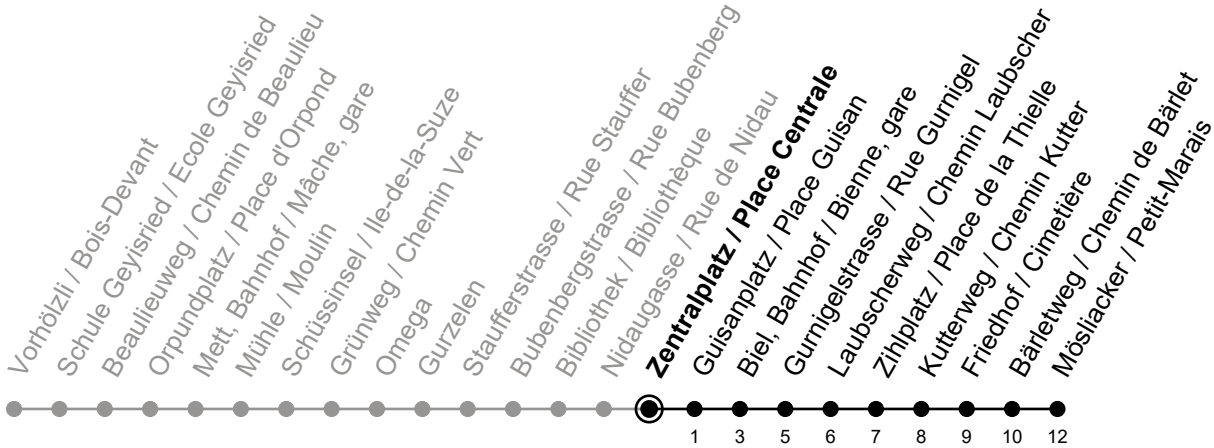 Vorhölzli / Bois-Devant
Schule Geyisried / Ecole Geyisried
Beaulieuweg / Chemin de Beaulieu
Orpundplatz / Place d'Orpond
Mett, Bahnhof / Mâche, gare
Mühle / Moulin
Schüssinsel / Ile-de-la-Suze
Grünweg / Chemin Vert
Omega
Gurzelen
Staufferstrasse / Rue Stauffer
Bubenbergstrasse / Rue Bubenberg
Bibliothek / Bibliothèque
Nidaugasse / Rue de Nidau
Zentralplatz / Place Centrale
Guisanplatz / Place Guisan
Biel, Bahnhof / Bienne, gare
Gurnigelstrasse / Rue Gurnigel
Laubscherweg / Chemin Laubscher
Zihlplatz / Place de la Thielle
Kutterweg / Chemin Kutter
Friedhof / Cimetière
Bärletweg / Chemin de Bärlet
Mösliacker / Petit-Marais
1 3 5 6 7 8 9 10 12